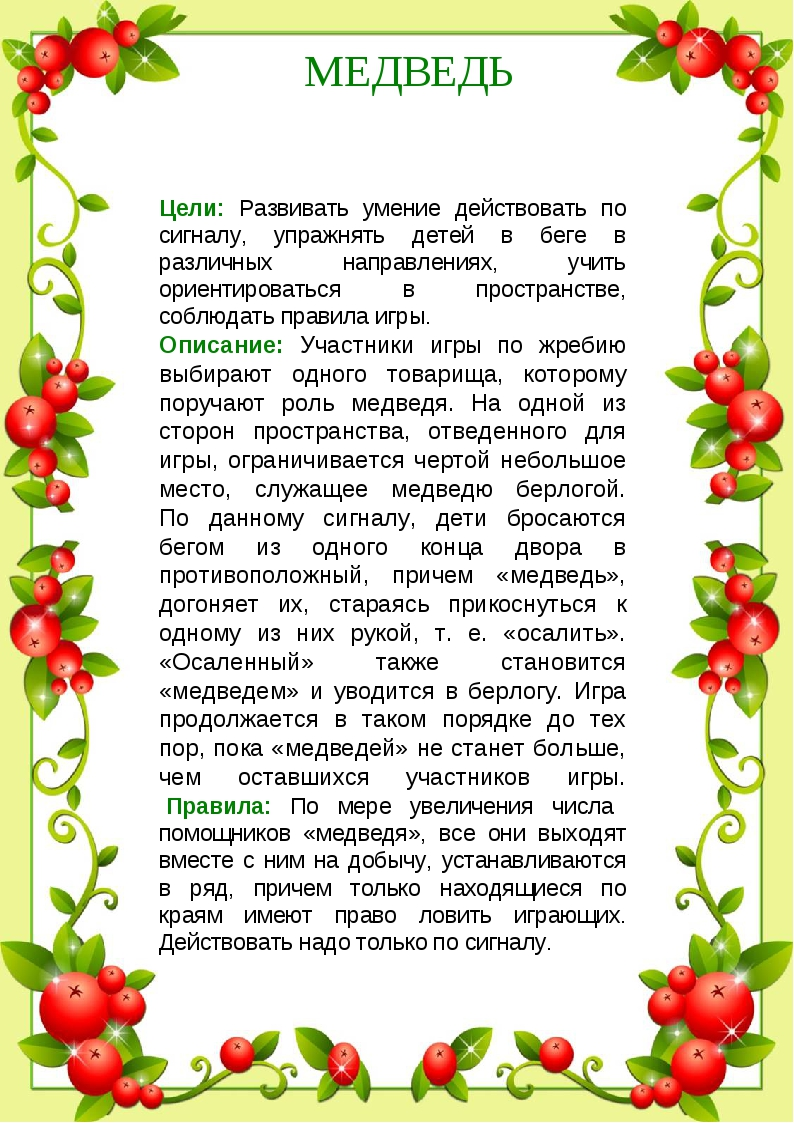 МЕДВЕДЬ
Цели: Развивать умение действовать по
сигналу, упражнять детей в беге в
различных направлениях, учить
ориентироваться в пространстве,
соблюдать правила игры.
Описание: Участники игры по жребию
выбирают одного товарища, которому
поручают роль медведя. На одной из
сторон пространства, отведенного для
игры, ограничивается чертой небольшое
место, служащее медведю берлогой.
По данному сигналу, дети бросаются
бегом из одного конца двора в
противоположный, причем «медведь»,
догоняет их, стараясь прикоснуться к
одному из них рукой, т. е. «осалить».
«Осаленный» также становится
«медведем» и уводится в берлогу. Игра
продолжается в таком порядке до тех
пор, пока «медведей» не станет больше,
чем оставшихся участников игры.
Правила: По мере увеличения числа
помощников «медведя», все они выходят
вместе с ним на добычу, устанавливаются
в ряд, причем только находящиеся по
краям имеют право ловить играющих.
Действовать надо только по сигналу.